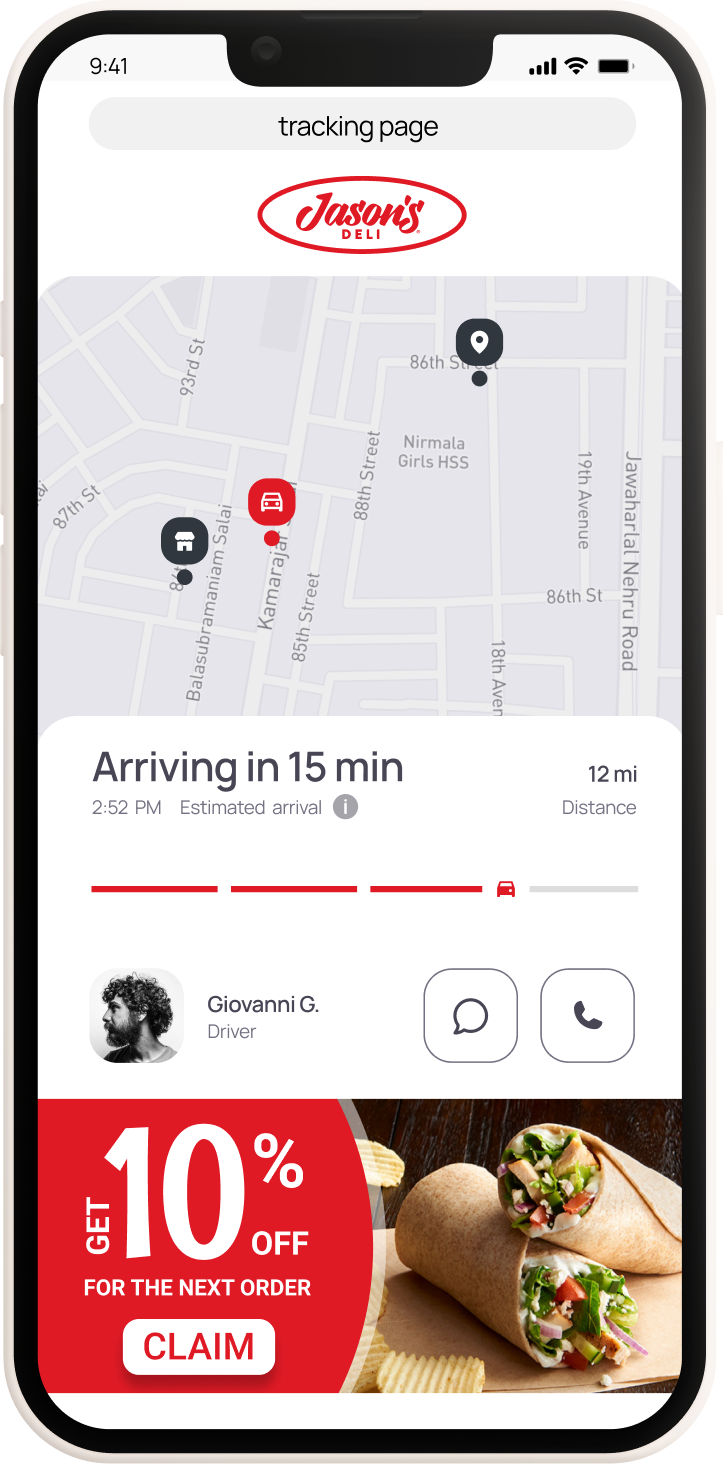 9:41
tracking page
Jason's
DELI
93rd St
86th Street
Nirmala
Girls HSS
88th Street
19th Avenue
Jawaharlal Nehru Road
87th St
Balasubramaniam Salai
Kamarajar
85th Street
86th St
18th Aven
Arriving in 15 min
12 mi
2:52 PM Estimated arrival i
Distance
Giovanni G.
Driver
GET 10% OFF
FOR THE NEXT ORDER
CLAIM